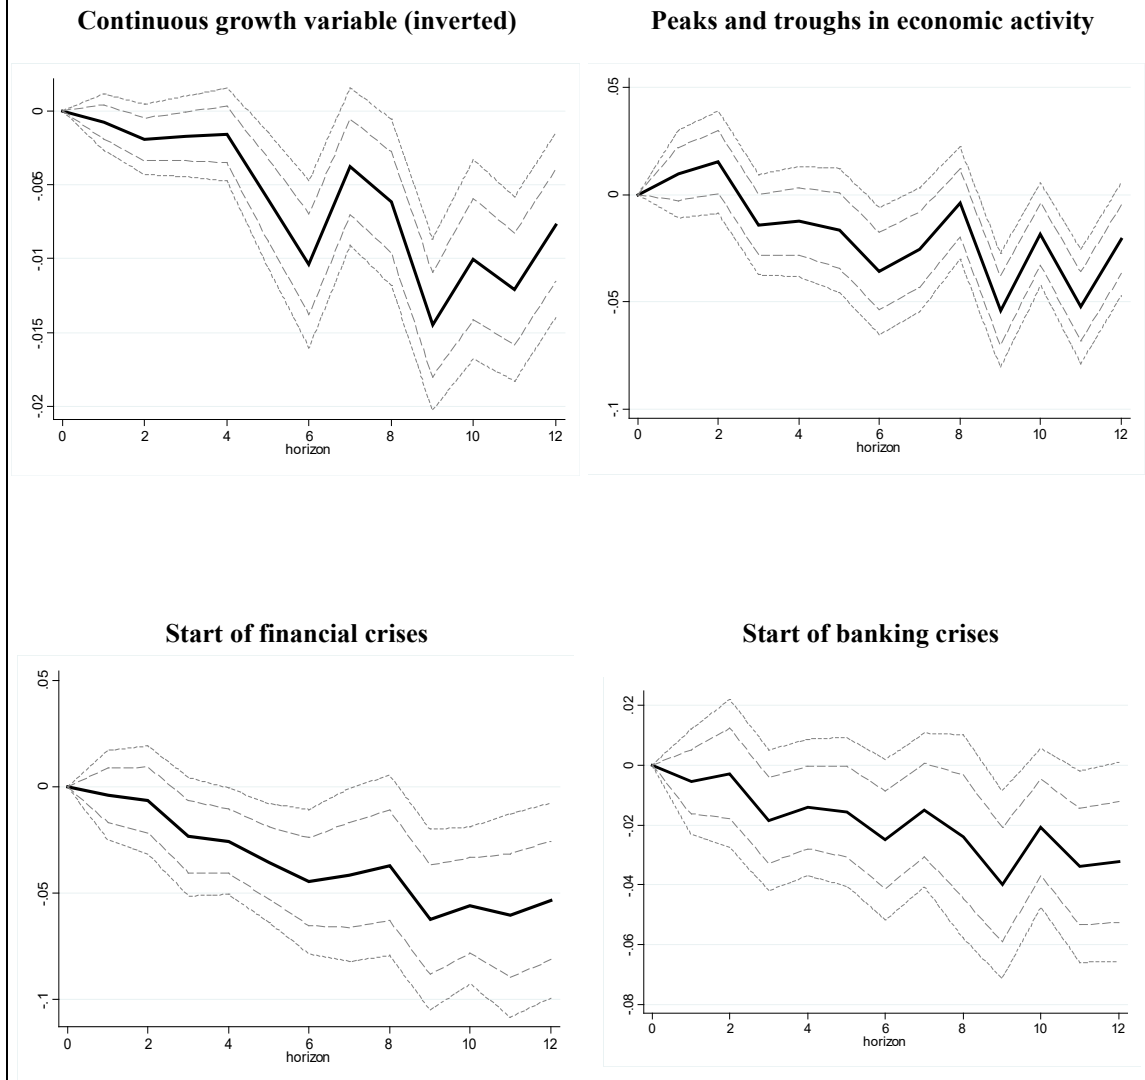 Continuous growth variable (inverted)
Peaks and troughs in economic activity
0
-.005
-.01
-.015
-.02
0 2 4 6 8 10 12
horizon
.05
0
-.05
-.1
0 2 4 6 8 10 12
horizon
Start of financial crises
Start of banking crises
.05
0
-.05
-.1
0 2 4 6 8 10 12
horizon
.02
0
-.02
-.04
-.06
-.08
0 2 4 6 8 10 12
horizon